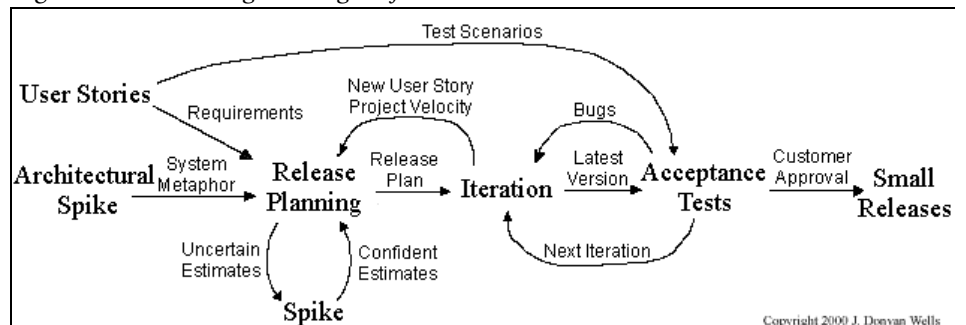 Test Scenarios
User Stories
Requirements
New User Story
Project Velocity
Bugs
Architectural
Spike
System
Metaphor
Release
Planning
Release
Plan
Iteration
Latest
Version
Acceptance
Tests
Customer
Approval
Small
Releases
Uncertain
Estimates
Confident
Estimates
Next Iteration
Spike
Copyright 2000 J. Donvan Wells